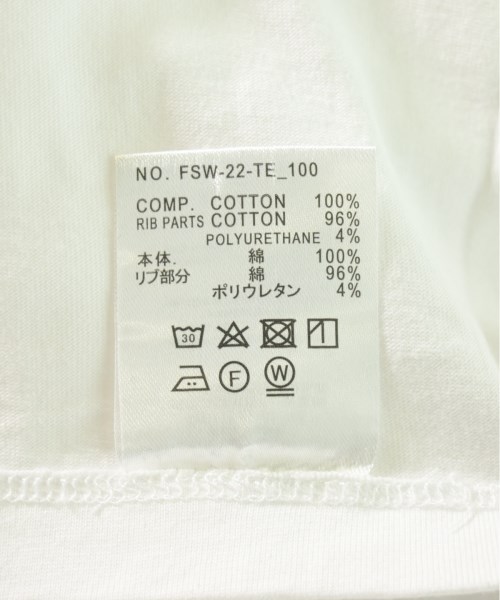 NO. FSW-22-TE_100
COMP. COTTON 100%
RIB PARTS COTTON 96%
POLYURETHANE 4%
本体. 綿 100%
リブ部分 綿 96%
ポリウレタン 4%
30
F W